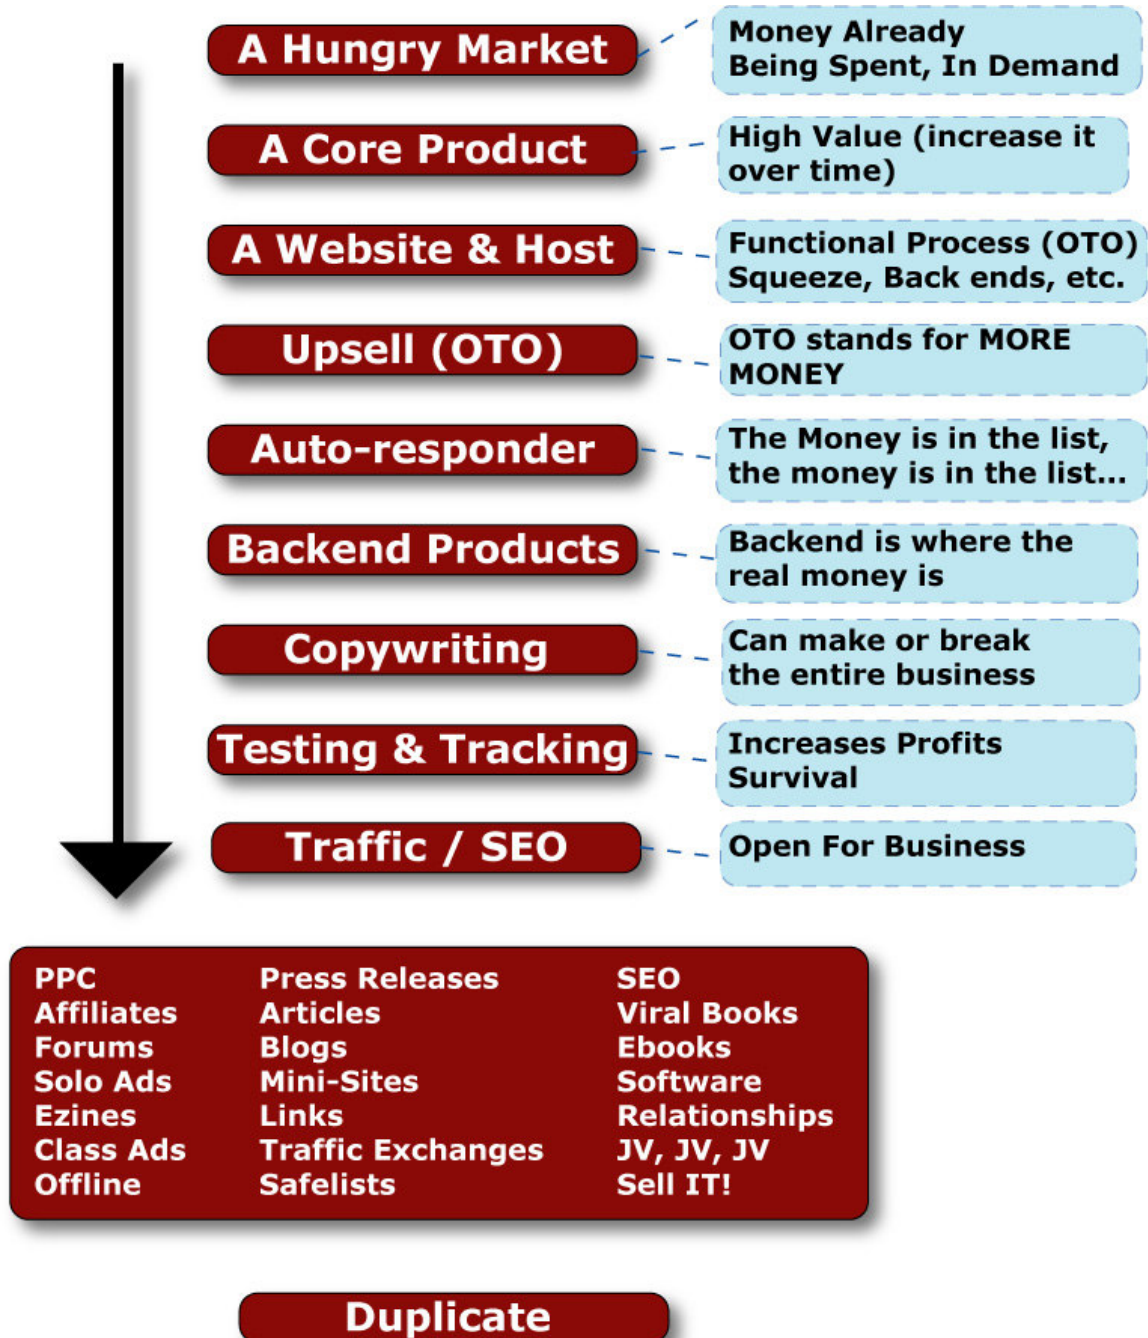 A Hungry Market
Money Already
Being Spent, In Demand
A Core Product
High Value (increase it
over time)
A Website & Host
Functional Process (OTO)
Squeeze, Back ends, etc.
Upsell (OTO)
OTO stands for MORE
MONEY
Auto-responder
The Money is in the list,
the money is in the list...
Backend Products
Backend is where the
real money is
Copywriting
Can make or break
the entire business
Testing & Tracking
Increases Profits
Survival
Traffic / SEO
Open For Business
PPC
Affiliates
Forums
Solo Ads
Ezines
Class Ads
Offline
Press Releases
Articles
Blogs
Mini-Sites
Links
Traffic Exchanges
Safelists
SEO
Viral Books
Ebooks
Software
Relationships
JV, JV, JV
Sell IT!
Duplicate